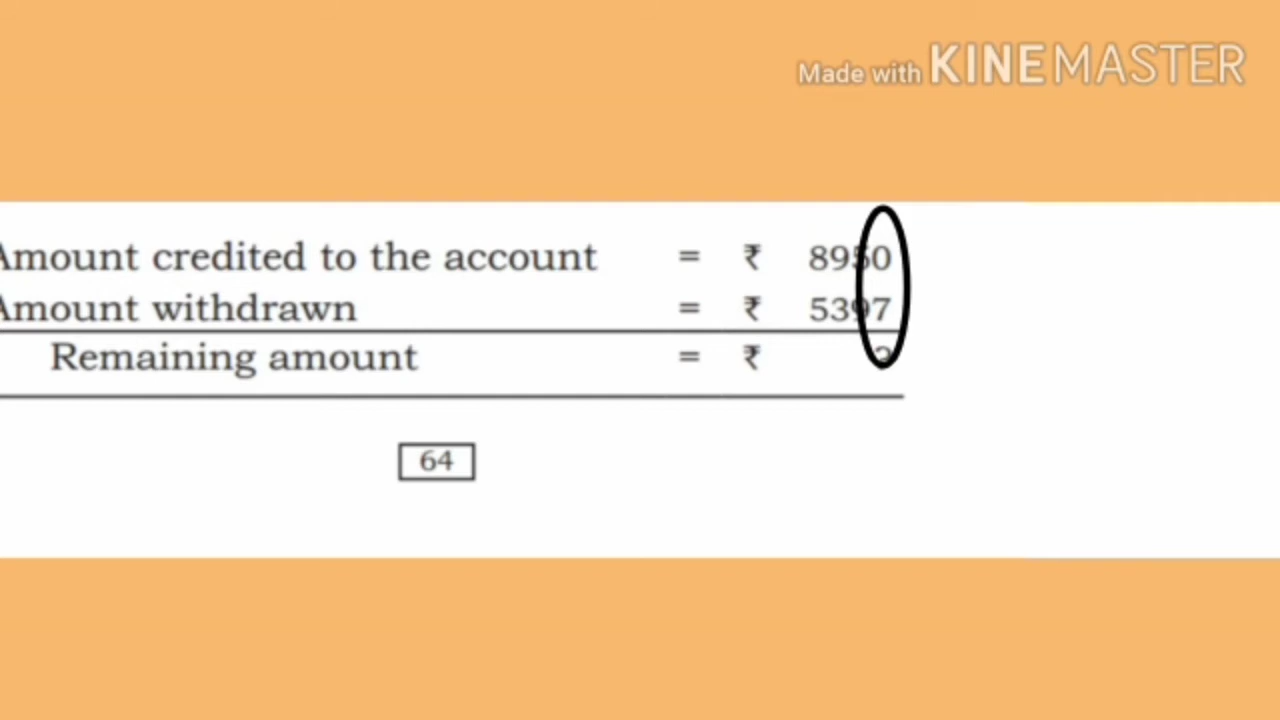 Made with KINEMASTER
Amount credited to the account = ₹ 8950
Amount withdrawn = ₹ 5397
Remaining amount = ₹ ?
64